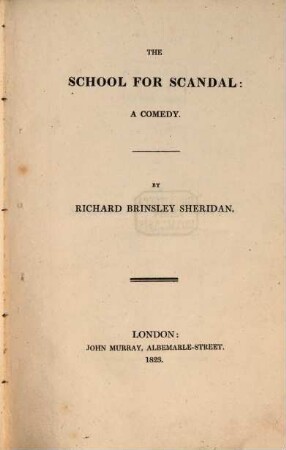 THE
SCHOOL FOR SCANDAL:
A COMEDY.
BY
RICHARD BRINSLEY SHERIDAN.
LONDON:
JOHN MURRAY, ALBEMARLE-STREET.
1823.